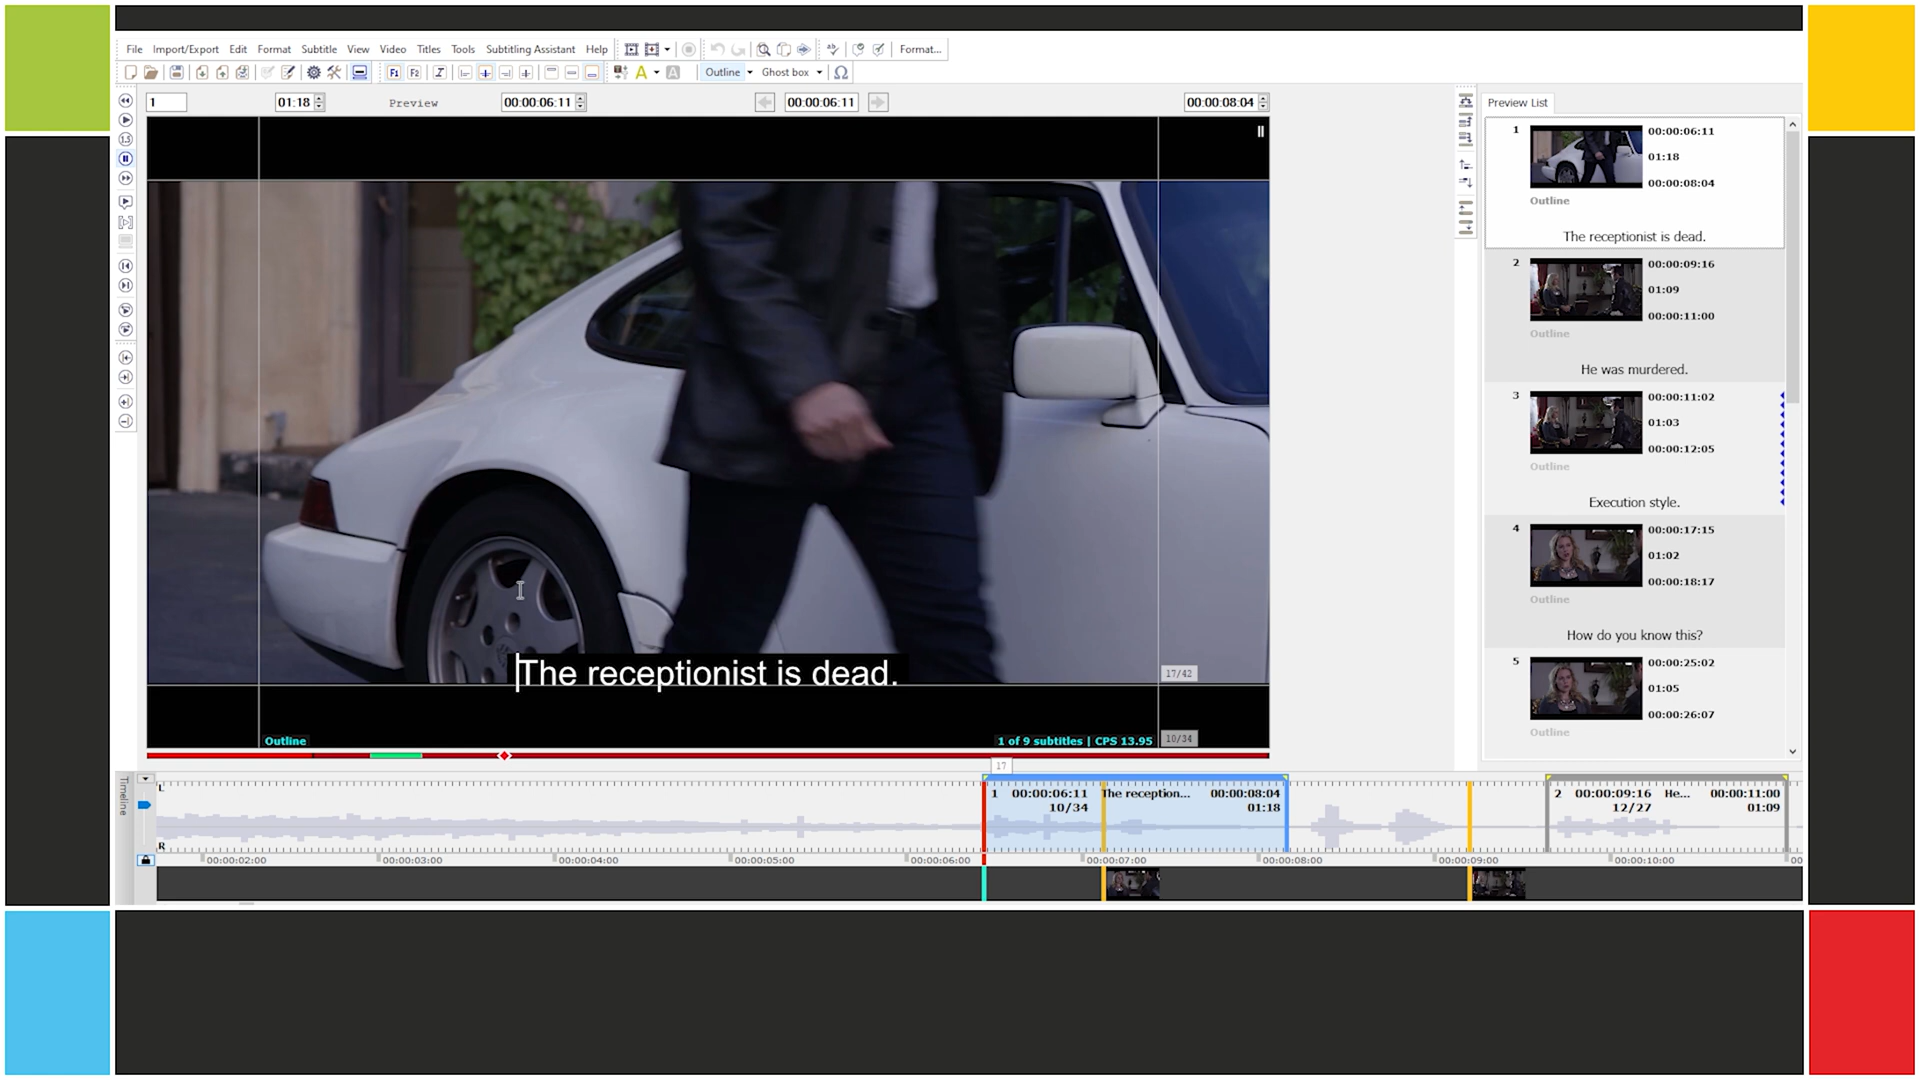 File Import/Export Edit Format Subtitle View Video Titles Tools Subtitling Assistant Help Format...
F1 F2 I A A Outline Ghost box Ω
1 01:18 Preview 00:00:06:11 00:00:06:11 00:00:08:04
The receptionist is dead.
17/42
Outline 1 of 9 subtitles | CPS 13.95 10/34
Preview List
1 00:00:06:11
01:18
00:00:08:04
Outline
The receptionist is dead.
2 00:00:09:16
01:09
00:00:11:00
Outline
He was murdered.
3 00:00:11:02
01:03
00:00:12:05
Outline
Execution style.
4 00:00:17:15
01:02
00:00:18:17
Outline
How do you know this?
5 00:00:25:02
01:05
00:00:26:07
Outline
17
Timeline
L
1 00:00:06:11 The reception... 00:00:08:04 2 00:00:09:16 He... 00:00:11:00
10/34 01:18 12/27 01:09
R
00:00:02:00 00:00:03:00 00:00:04:00 00:00:05:00 00:00:06:00 00:00:07:00 00:00:08:00 00:00:09:00 00:00:10:00 00